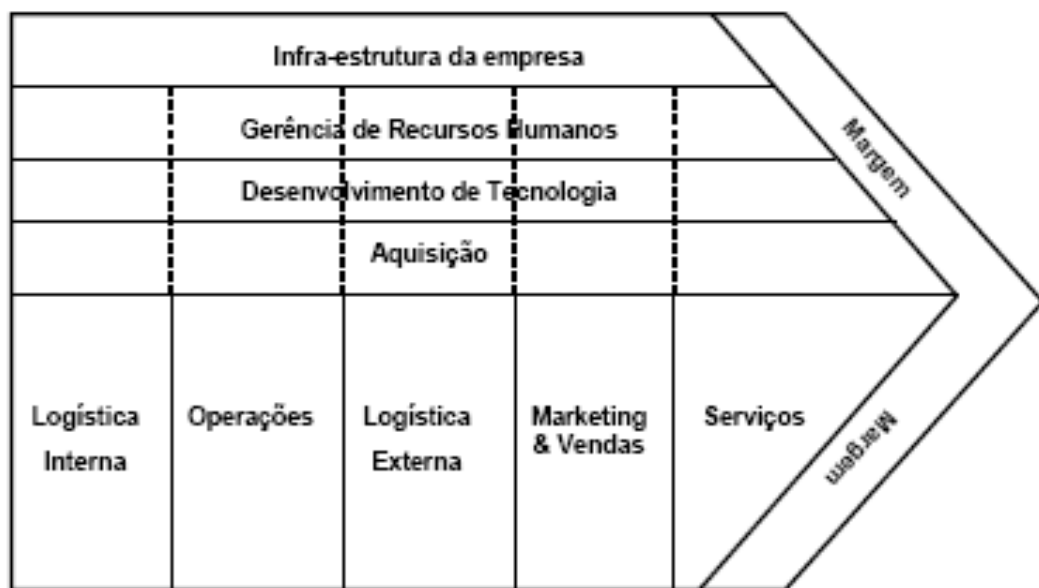 Infra-estrutura da empresa
Gerência de Recursos Humanos
Desenvolvimento de Tecnologia
Aquisição
Margem
Logística
Interna
Operações
Logística
Externa
Marketing
& Vendas
Serviços
Margem